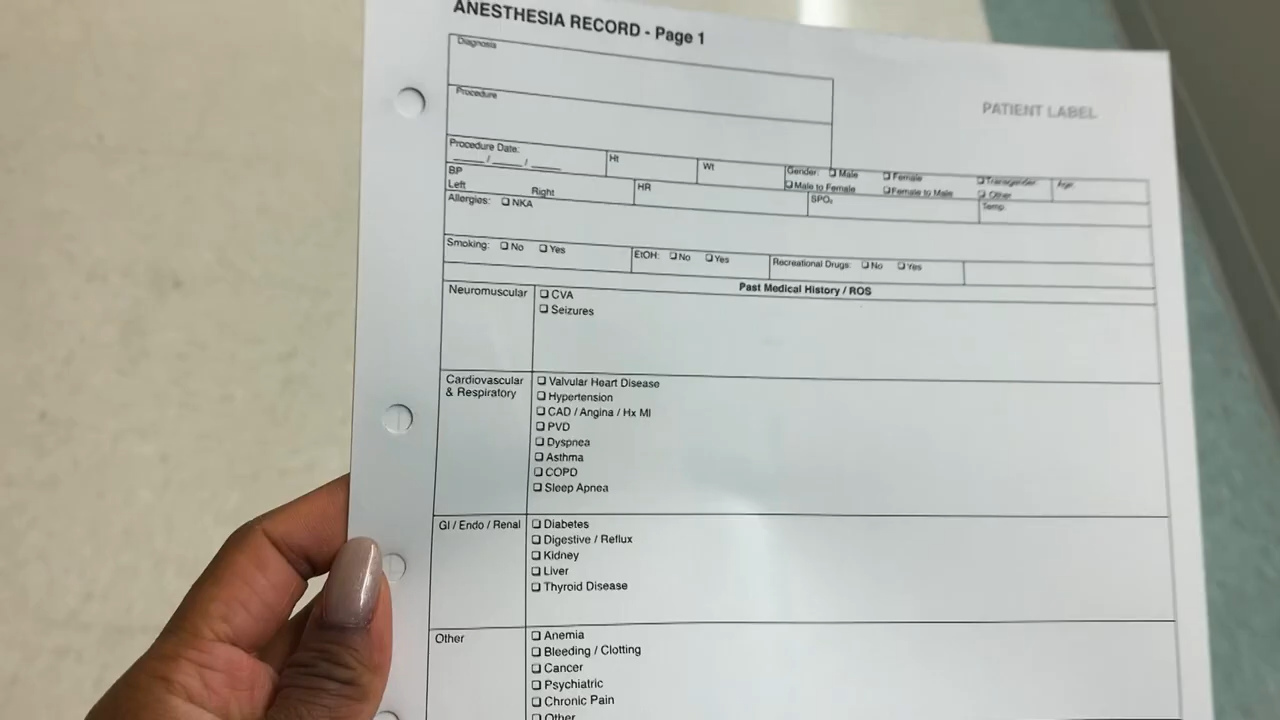 ANESTHESIA RECORD - Page 1
Diagnosis
PATIENT LABEL
Procedure
Procedure Date:
____ / ____ / ____
Ht
Wt
Gender: ❏ Male ❏ Female ❏ Transgender
❏ Male to Female ❏ Female to Male ❏ Other
Age:
BP
Left Right
HR
SPO₂
Temp
Allergies: ❏ NKA
Smoking: ❏ No ❏ Yes
EtOH: ❏ No ❏ Yes
Recreational Drugs: ❏ No ❏ Yes
Past Medical History / ROS
Neuromuscular
❏ CVA
❏ Seizures
Cardiovascular
& Respiratory
❏ Valvular Heart Disease
❏ Hypertension
❏ CAD / Angina / Hx MI
❏ PVD
❏ Dyspnea
❏ Asthma
❏ COPD
❏ Sleep Apnea
GI / Endo / Renal
❏ Diabetes
❏ Digestive / Reflux
❏ Kidney
❏ Liver
❏ Thyroid Disease
Other
❏ Anemia
❏ Bleeding / Clotting
❏ Cancer
❏ Psychiatric
❏ Chronic Pain
❏ Other